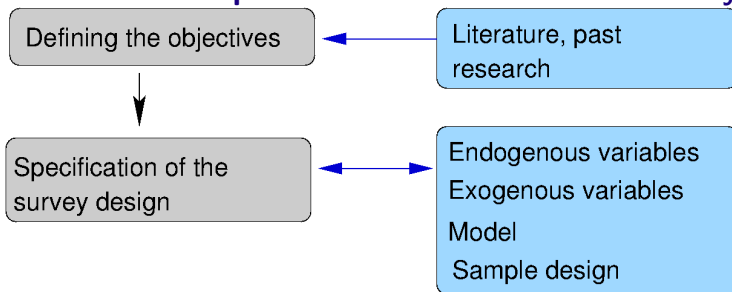 Defining the objectives
Literature, past
research
Specification of the
survey design
Endogenous variables
Exogenous variables
Model
Sample design